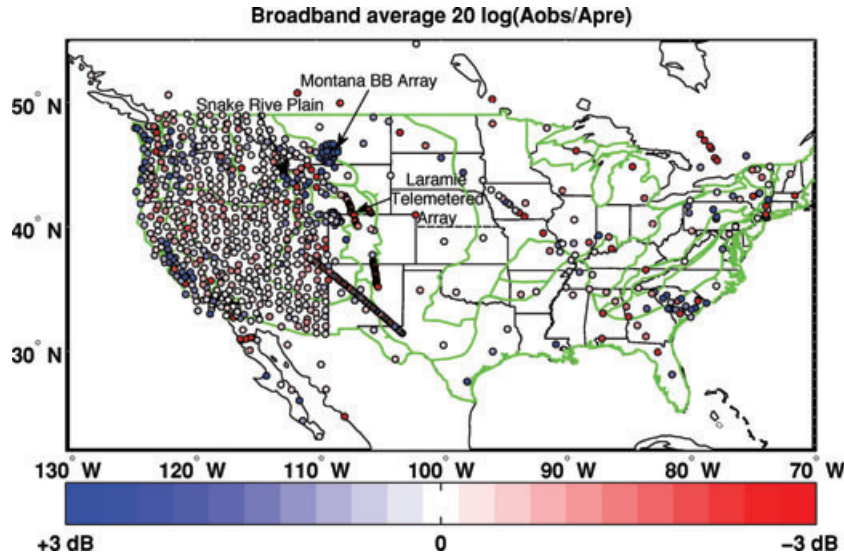 Broadband average 20 log(Aobs/Apre)
Montana BB Array
Snake Rive Plain
Laramie
Telemetered
Array
50° N
40° N
30° N
130° W 120° W 110° W 100° W 90° W 80° W 70° W
+3 dB 0 −3 dB